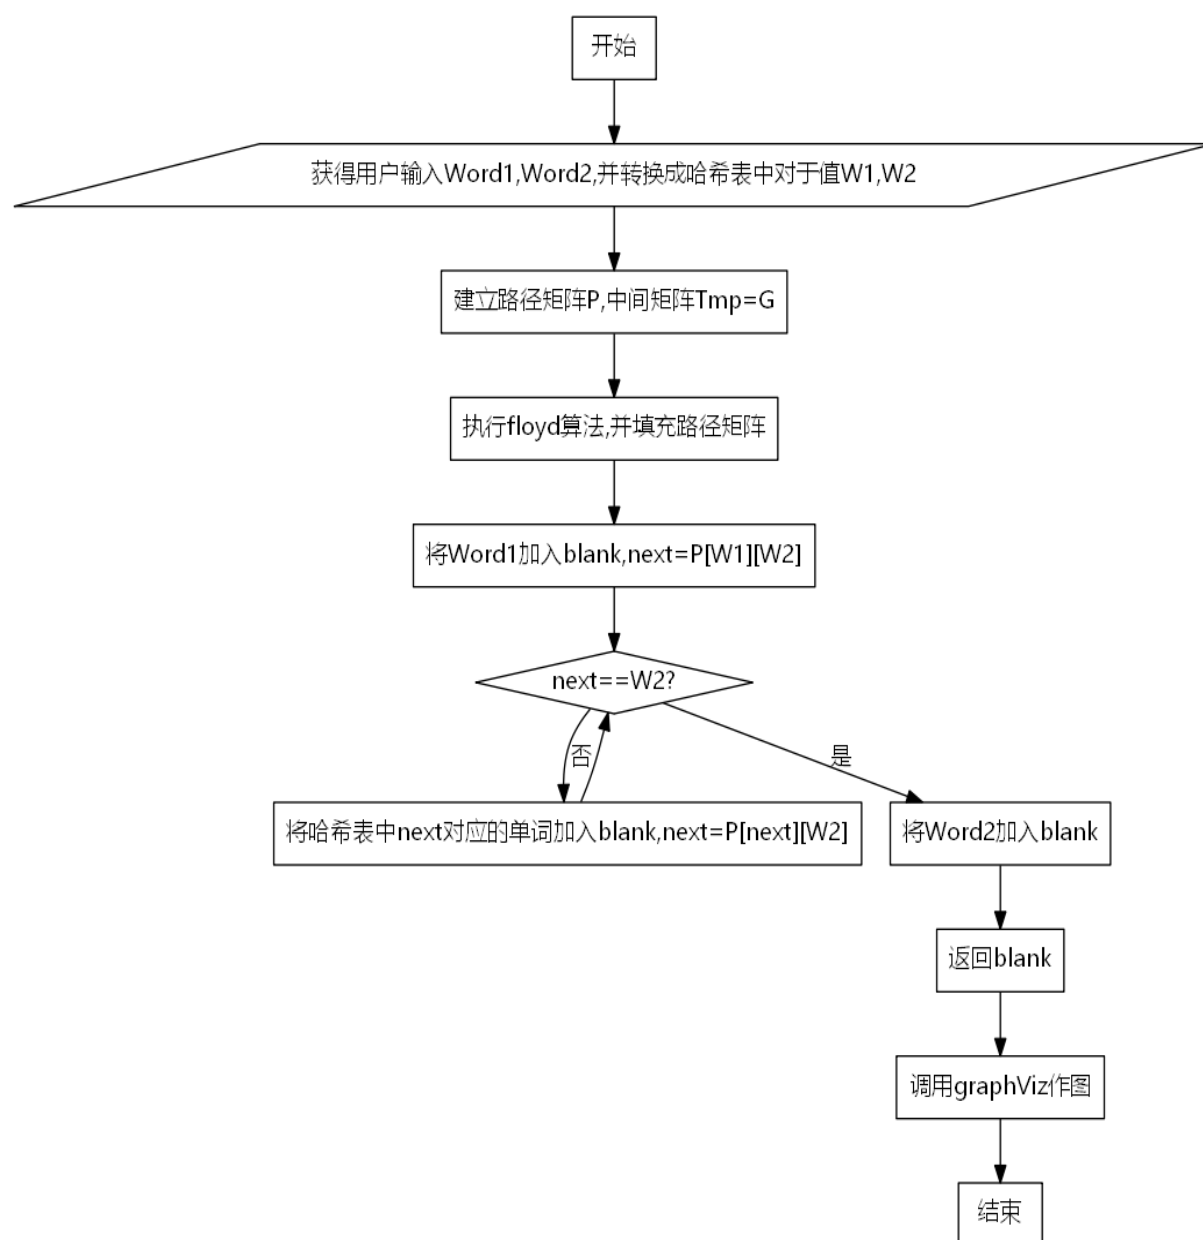 开始
获得用户输入Word1,Word2,并转换成哈希表中对于值W1,W2
建立路径矩阵P,中间矩阵Tmp=G
执行floyd算法,并填充路径矩阵
将Word1加入blank,next=P[W1][W2]
next==W2?
否
是
将哈希表中next对应的单词加入blank,next=P[next][W2]
将Word2加入blank
返回blank
调用graphViz作图
结束